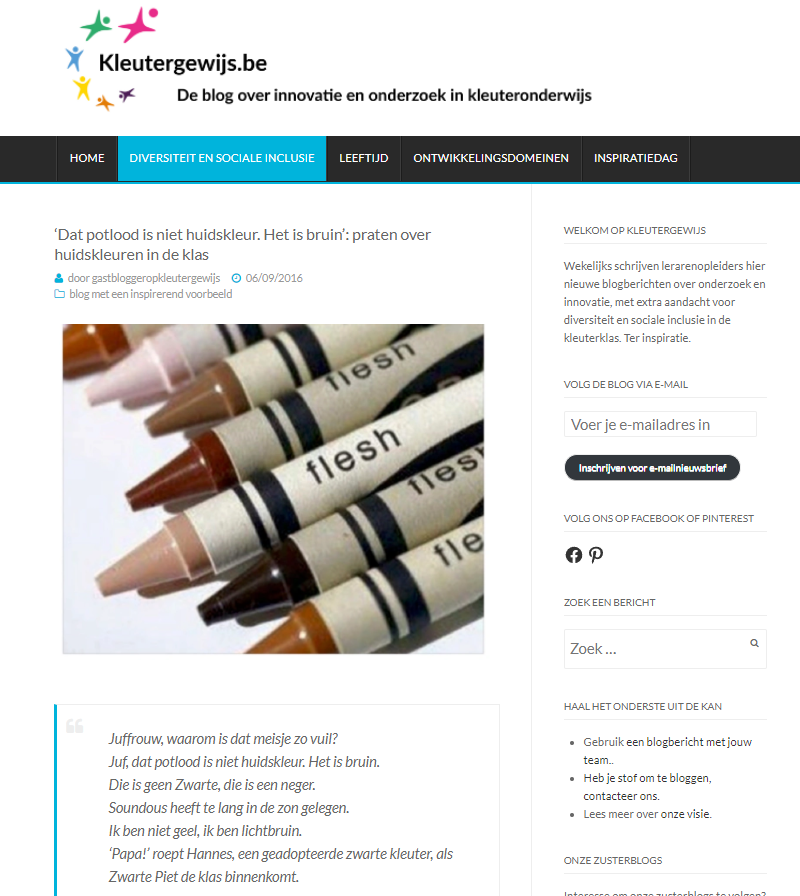 Kleutergewijs.be
De blog over innovatie en onderzoek in kleuteronderwijs
HOME
DIVERSITEIT EN SOCIALE INCLUSIE
LEEFTIJD
ONTWIKKELINGSDOMEINEN
INSPIRATIEDAG
‘Dat potlood is niet huidskleur. Het is bruin’: praten over
huidskleuren in de klas
door gastbloggeropkleutergewijs 06/09/2016
blog met een inspirerend voorbeeld
flesh
flesh
flesh
fle
“
Juffrouw, waarom is dat meisje zo vuil?
Juf, dat potlood is niet huidskleur. Het is bruin.
Die is geen Zwarte, die is een neger.
Soundous heeft te lang in de zon gelegen.
Ik ben niet geel, ik ben lichtbruin.
‘Papa!’ roept Hannes, een geadopteerde zwarte kleuter, als
Zwarte Piet de klas binnenkomt.
WELKOM OP KLEUTERGEWIJS
Wekelijks schrijven lerarenopleiders hier
nieuwe blogberichten over onderzoek en
innovatie, met extra aandacht voor
diversiteit en sociale inclusie in de
kleuterklas. Ter inspiratie.
VOLG DE BLOG VIA E-MAIL
Voer je e-mailadres in
Inschrijven voor e-mailnieuwsbrief
VOLG ONS OP FACEBOOK OF PINTEREST
ZOEK EEN BERICHT
Zoek …
HAAL HET ONDERSTE UIT DE KAN
Gebruik een blogbericht met jouw
team..
Heb je stof om te bloggen,
contacteer ons.
Lees meer over onze visie.
ONZE ZUSTERBLOGS
Interesse om onze zusterblogs te volgen?